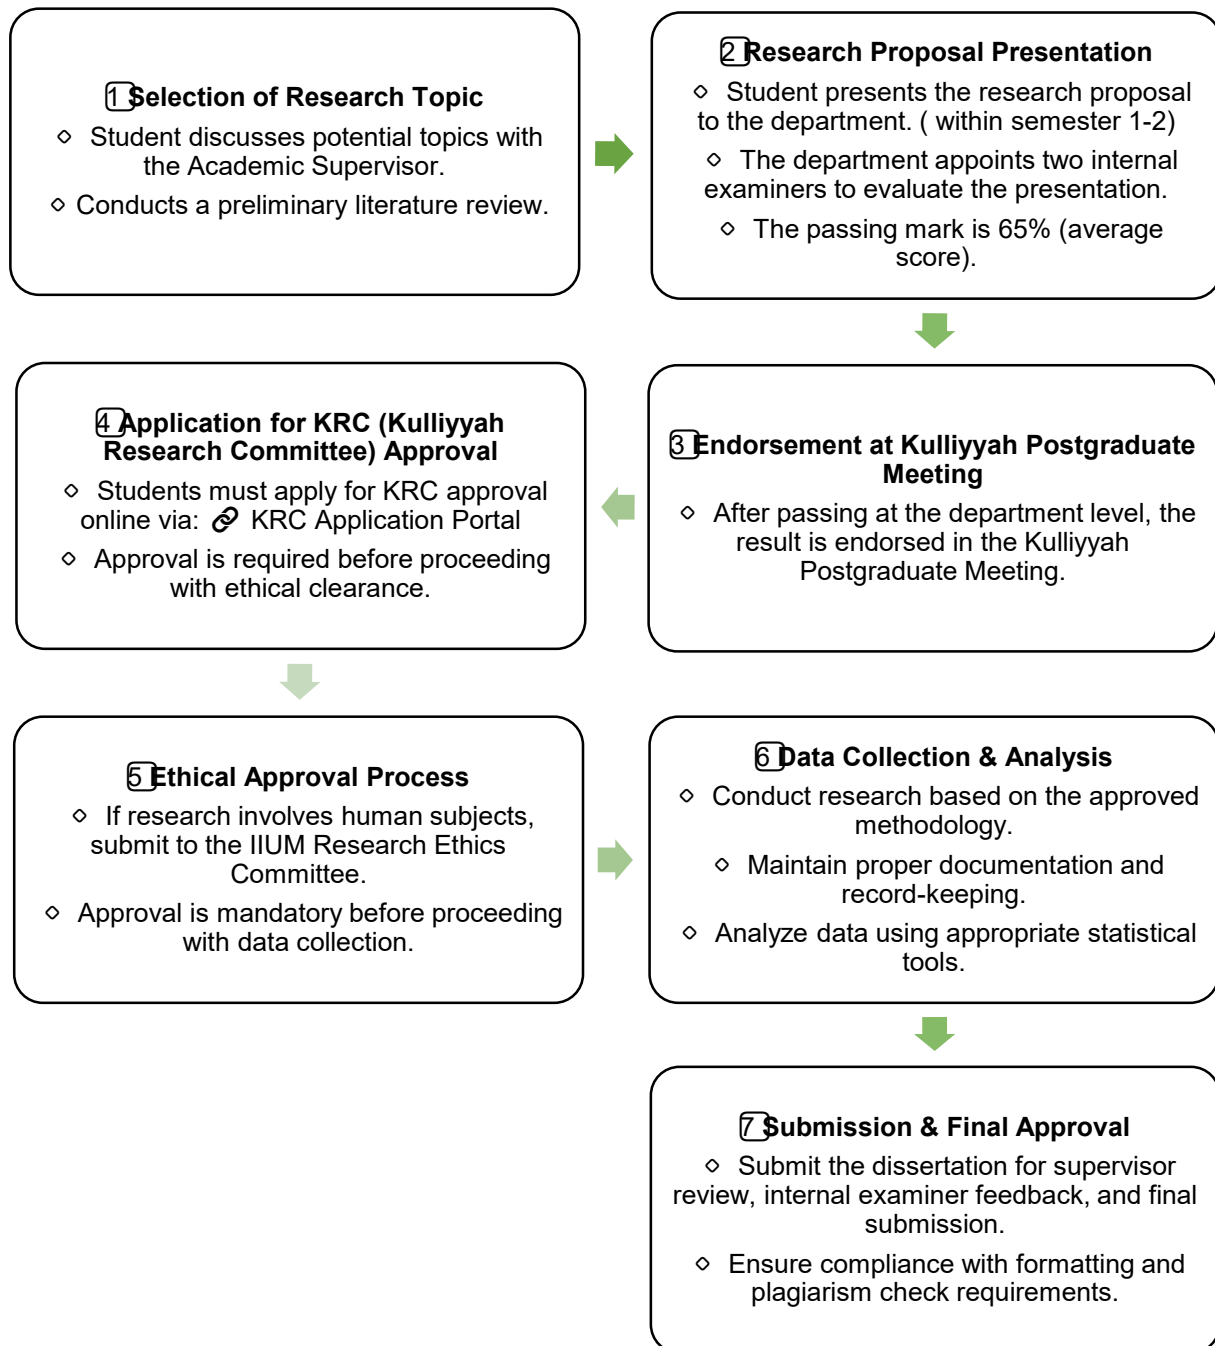 1 Selection of Research Topic
⋄ Student discusses potential topics with
the Academic Supervisor.
⋄ Conducts a preliminary literature review.
2 Research Proposal Presentation
⋄ Student presents the research proposal
to the department. ( within semester 1-2)
⋄ The department appoints two internal
examiners to evaluate the presentation.
⋄ The passing mark is 65% (average
score).
3 Endorsement at Kulliyyah Postgraduate
Meeting
⋄ After passing at the department level, the
result is endorsed in the Kulliyyah
Postgraduate Meeting.
4 Application for KRC (Kulliyyah
Research Committee) Approval
⋄ Students must apply for KRC approval
online via: 🔗 KRC Application Portal
⋄ Approval is required before proceeding
with ethical clearance.
5 Ethical Approval Process
⋄ If research involves human subjects,
submit to the IIUM Research Ethics
Committee.
⋄ Approval is mandatory before proceeding
with data collection.
6 Data Collection & Analysis
⋄ Conduct research based on the approved
methodology.
⋄ Maintain proper documentation and
record-keeping.
⋄ Analyze data using appropriate statistical
tools.
7 Submission & Final Approval
⋄ Submit the dissertation for supervisor
review, internal examiner feedback, and final
submission.
⋄ Ensure compliance with formatting and
plagiarism check requirements.